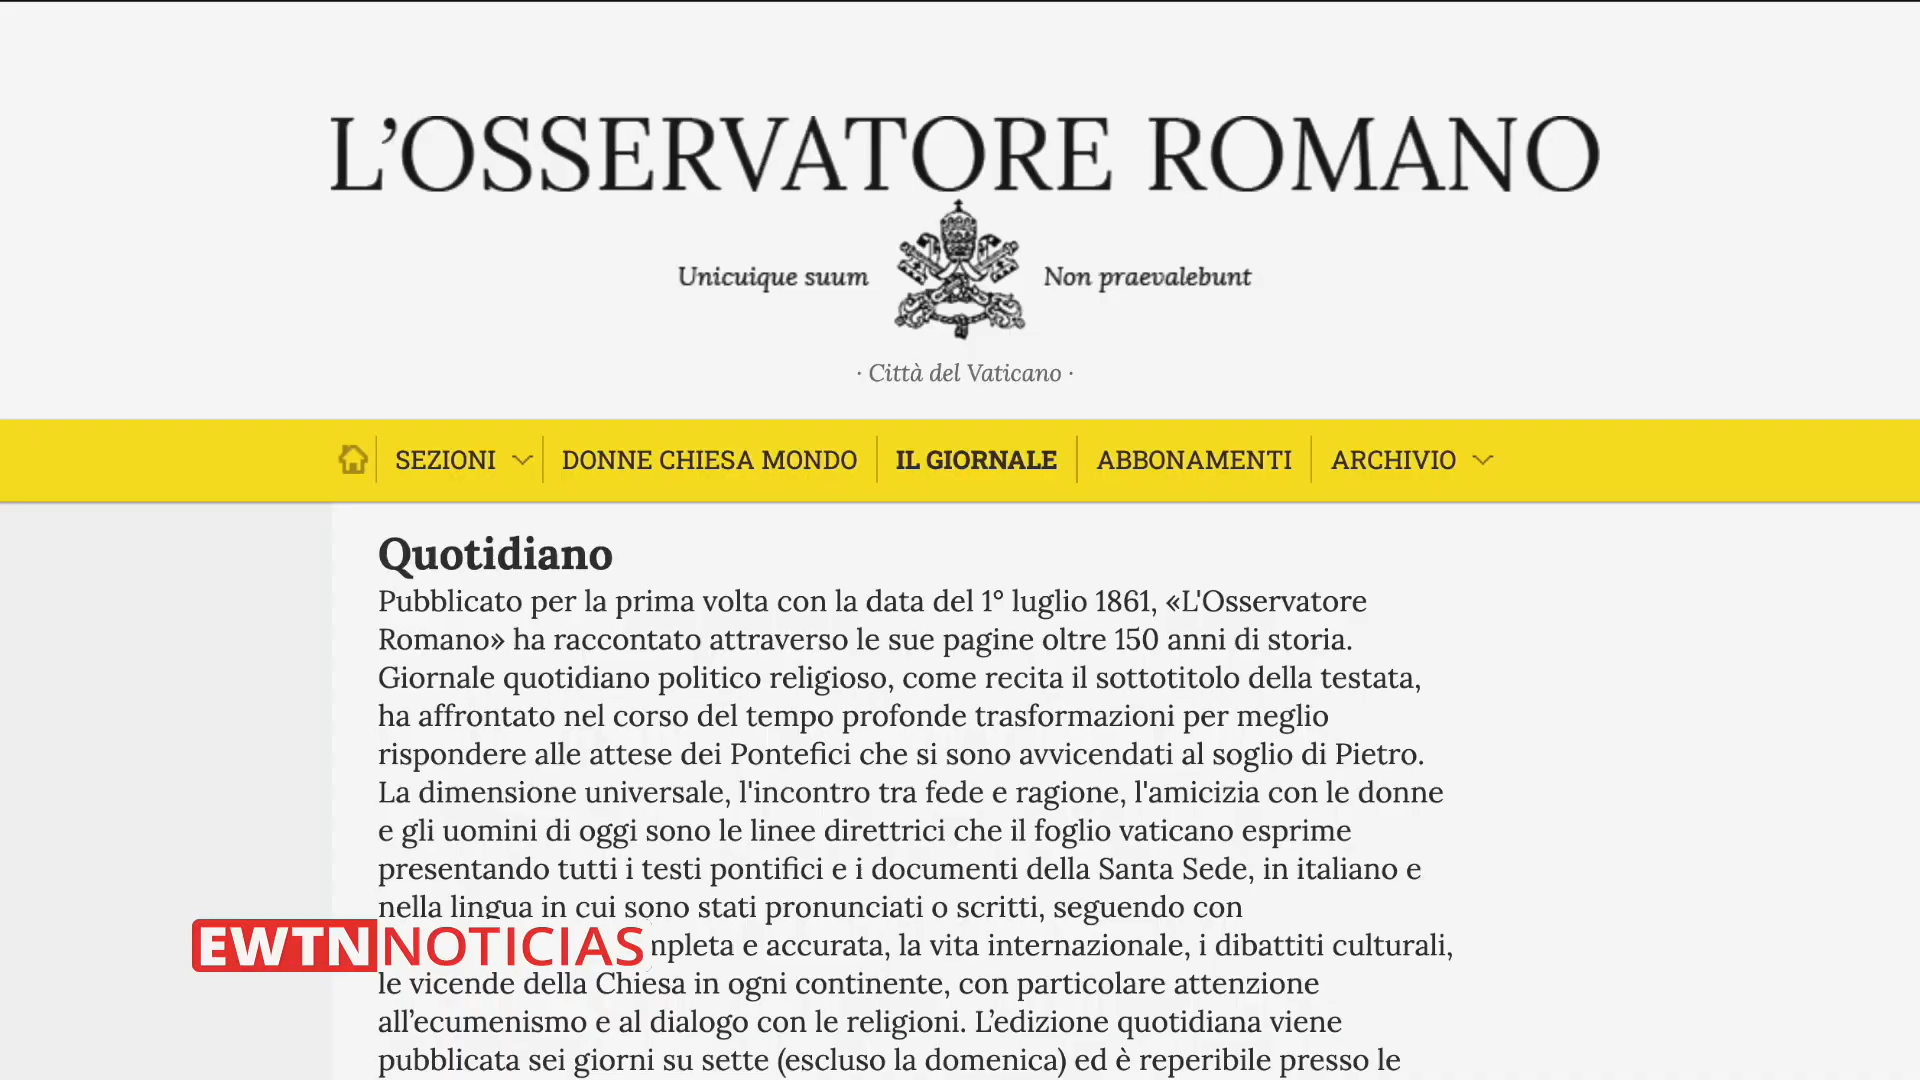 L’OSSERVATORE ROMANO
Unicuique suum Non praevalebunt
· Città del Vaticano ·
SEZIONI DONNE CHIESA MONDO IL GIORNALE ABBONAMENTI ARCHIVIO
Quotidiano
Pubblicato per la prima volta con la data del 1° luglio 1861, «L'Osservatore
Romano» ha raccontato attraverso le sue pagine oltre 150 anni di storia.
Giornale quotidiano politico religioso, come recita il sottotitolo della testata,
ha affrontato nel corso del tempo profonde trasformazioni per meglio
rispondere alle attese dei Pontefici che si sono avvicendati al soglio di Pietro.
La dimensione universale, l'incontro tra fede e ragione, l'amicizia con le donne
e gli uomini di oggi sono le linee direttrici che il foglio vaticano esprime
presentando tutti i testi pontifici e i documenti della Santa Sede, in italiano e
nella lingua in cui sono stati pronunciati o scritti, seguendo con
EWTN NOTICIAS
mpleta e accurata, la vita internazionale, i dibattiti culturali,
le vicende della Chiesa in ogni continente, con particolare attenzione
all’ecumenismo e al dialogo con le religioni. L’edizione quotidiana viene
pubblicata sei giorni su sette (escluso la domenica) ed è reperibile presso le